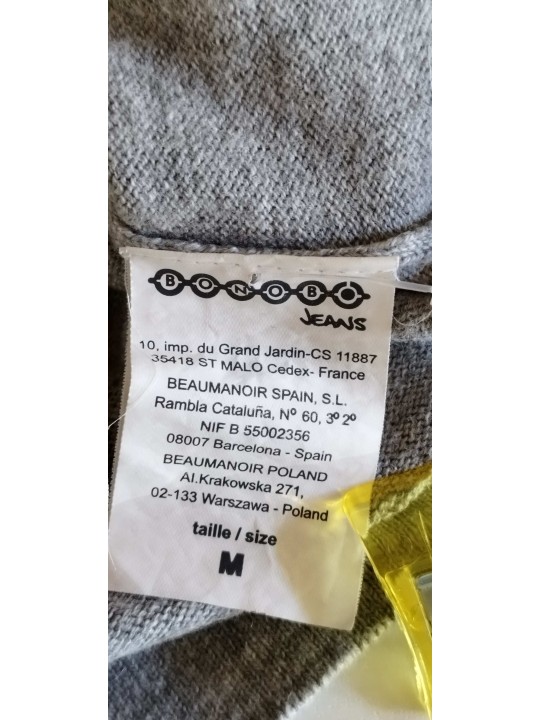 BONOBO
JEANS
10, imp. du Grand Jardin-CS 11887
35418 ST MALO Cedex- France
BEAUMANOIR SPAIN, S.L.
Rambla Cataluña, Nº 60, 3º 2º
NIF B 55002356
08007 Barcelona - Spain
BEAUMANOIR POLAND
Al.Krakowska 271,
02-133 Warszawa - Poland
taille / size
M